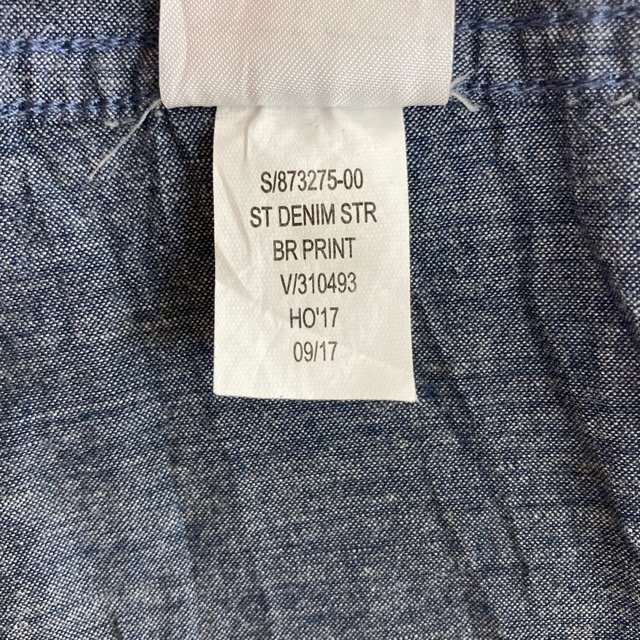 S/873275-00
ST DENIM STR
BR PRINT
V/310493
HO'17
09/17